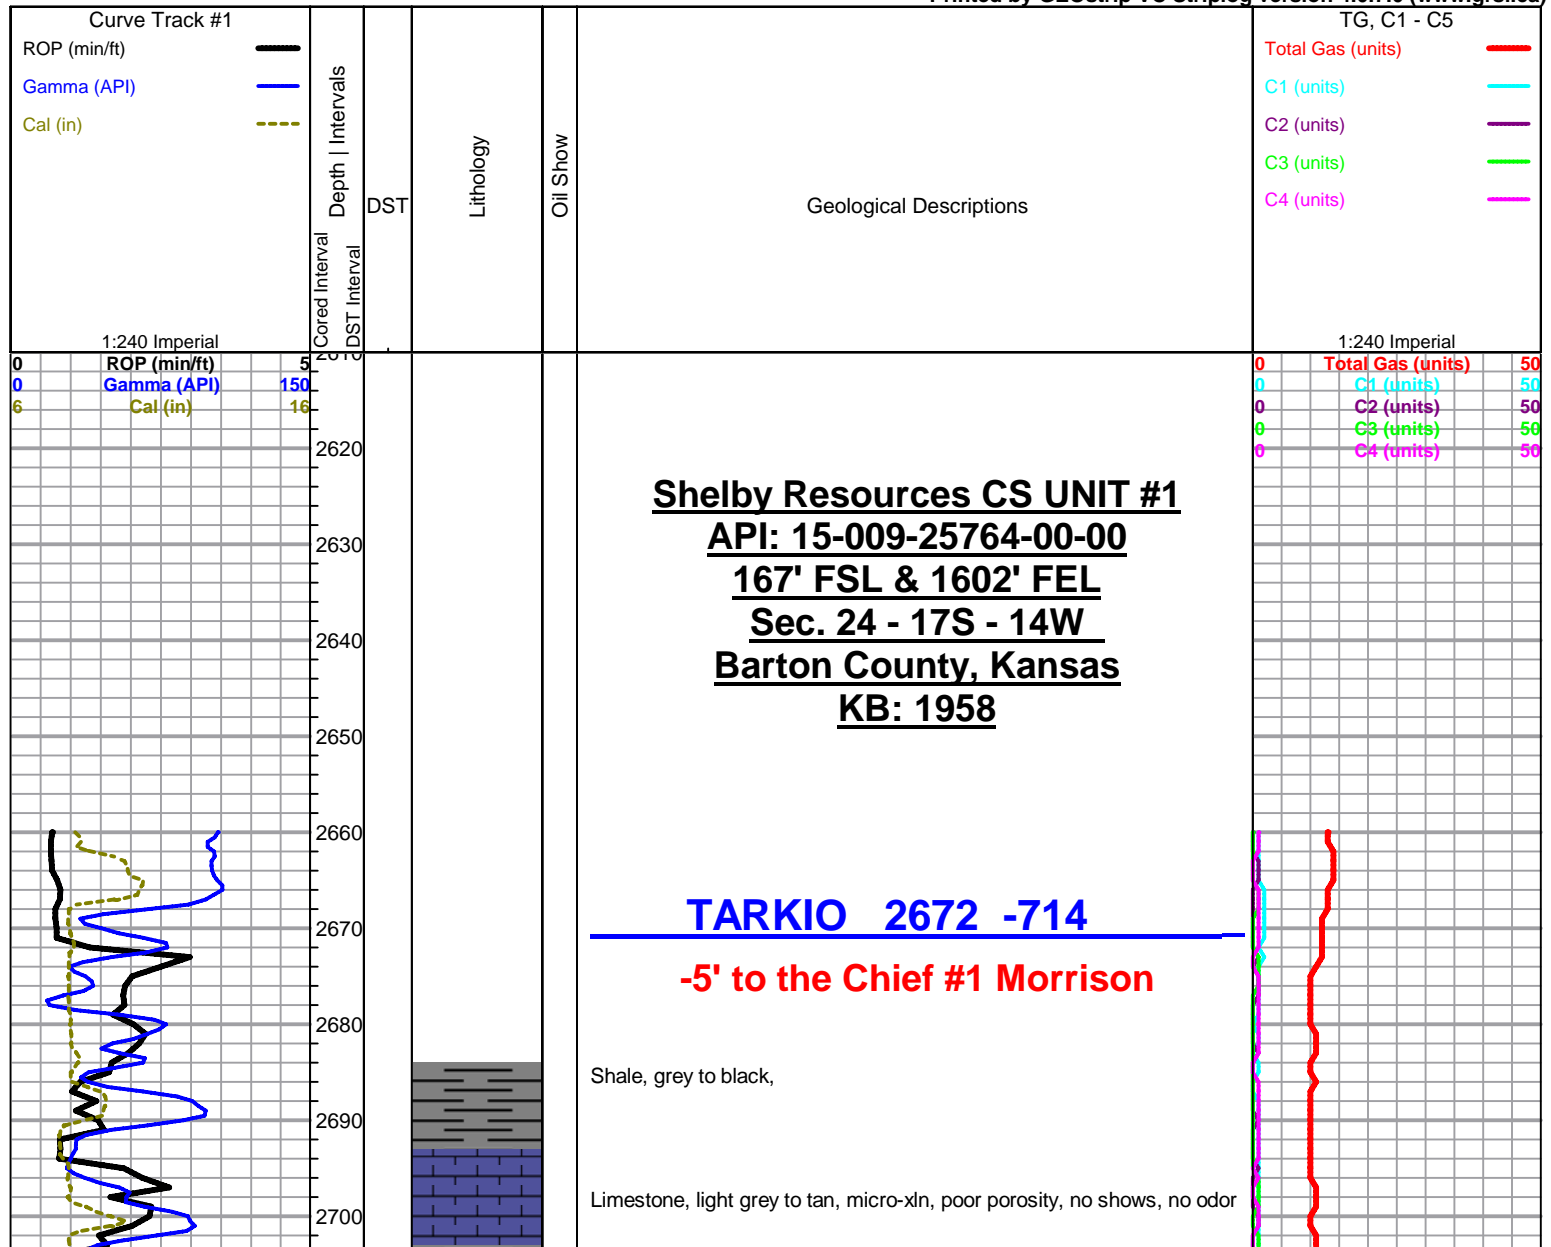 Curve Track #1
ROP (min/ft)
Gamma (API)
Cal (in)
1:240 Imperial
Depth | Intervals
Cored Interval
DST Interval
DST
Lithology
Oil Show
Geological Descriptions
TG, C1 - C5
Total Gas (units)
C1 (units)
C2 (units)
C3 (units)
C4 (units)
1:240 Imperial
0 ROP (min/ft) 5
0 Gamma (API) 150
6 Cal (in) 16
0 Total Gas (units) 50
0 C1 (units) 50
0 C2 (units) 50
0 C3 (units) 50
0 C4 (units) 50
2610
2620
2630
2640
2650
2660
2670
2680
2690
2700
Shelby Resources CS UNIT #1
API: 15-009-25764-00-00
167' FSL & 1602' FEL
Sec. 24 - 17S - 14W
Barton County, Kansas
KB: 1958
TARKIO 2672 -714
-5' to the Chief #1 Morrison
Shale, grey to black,
Limestone, light grey to tan, micro-xln, poor porosity, no shows, no odor